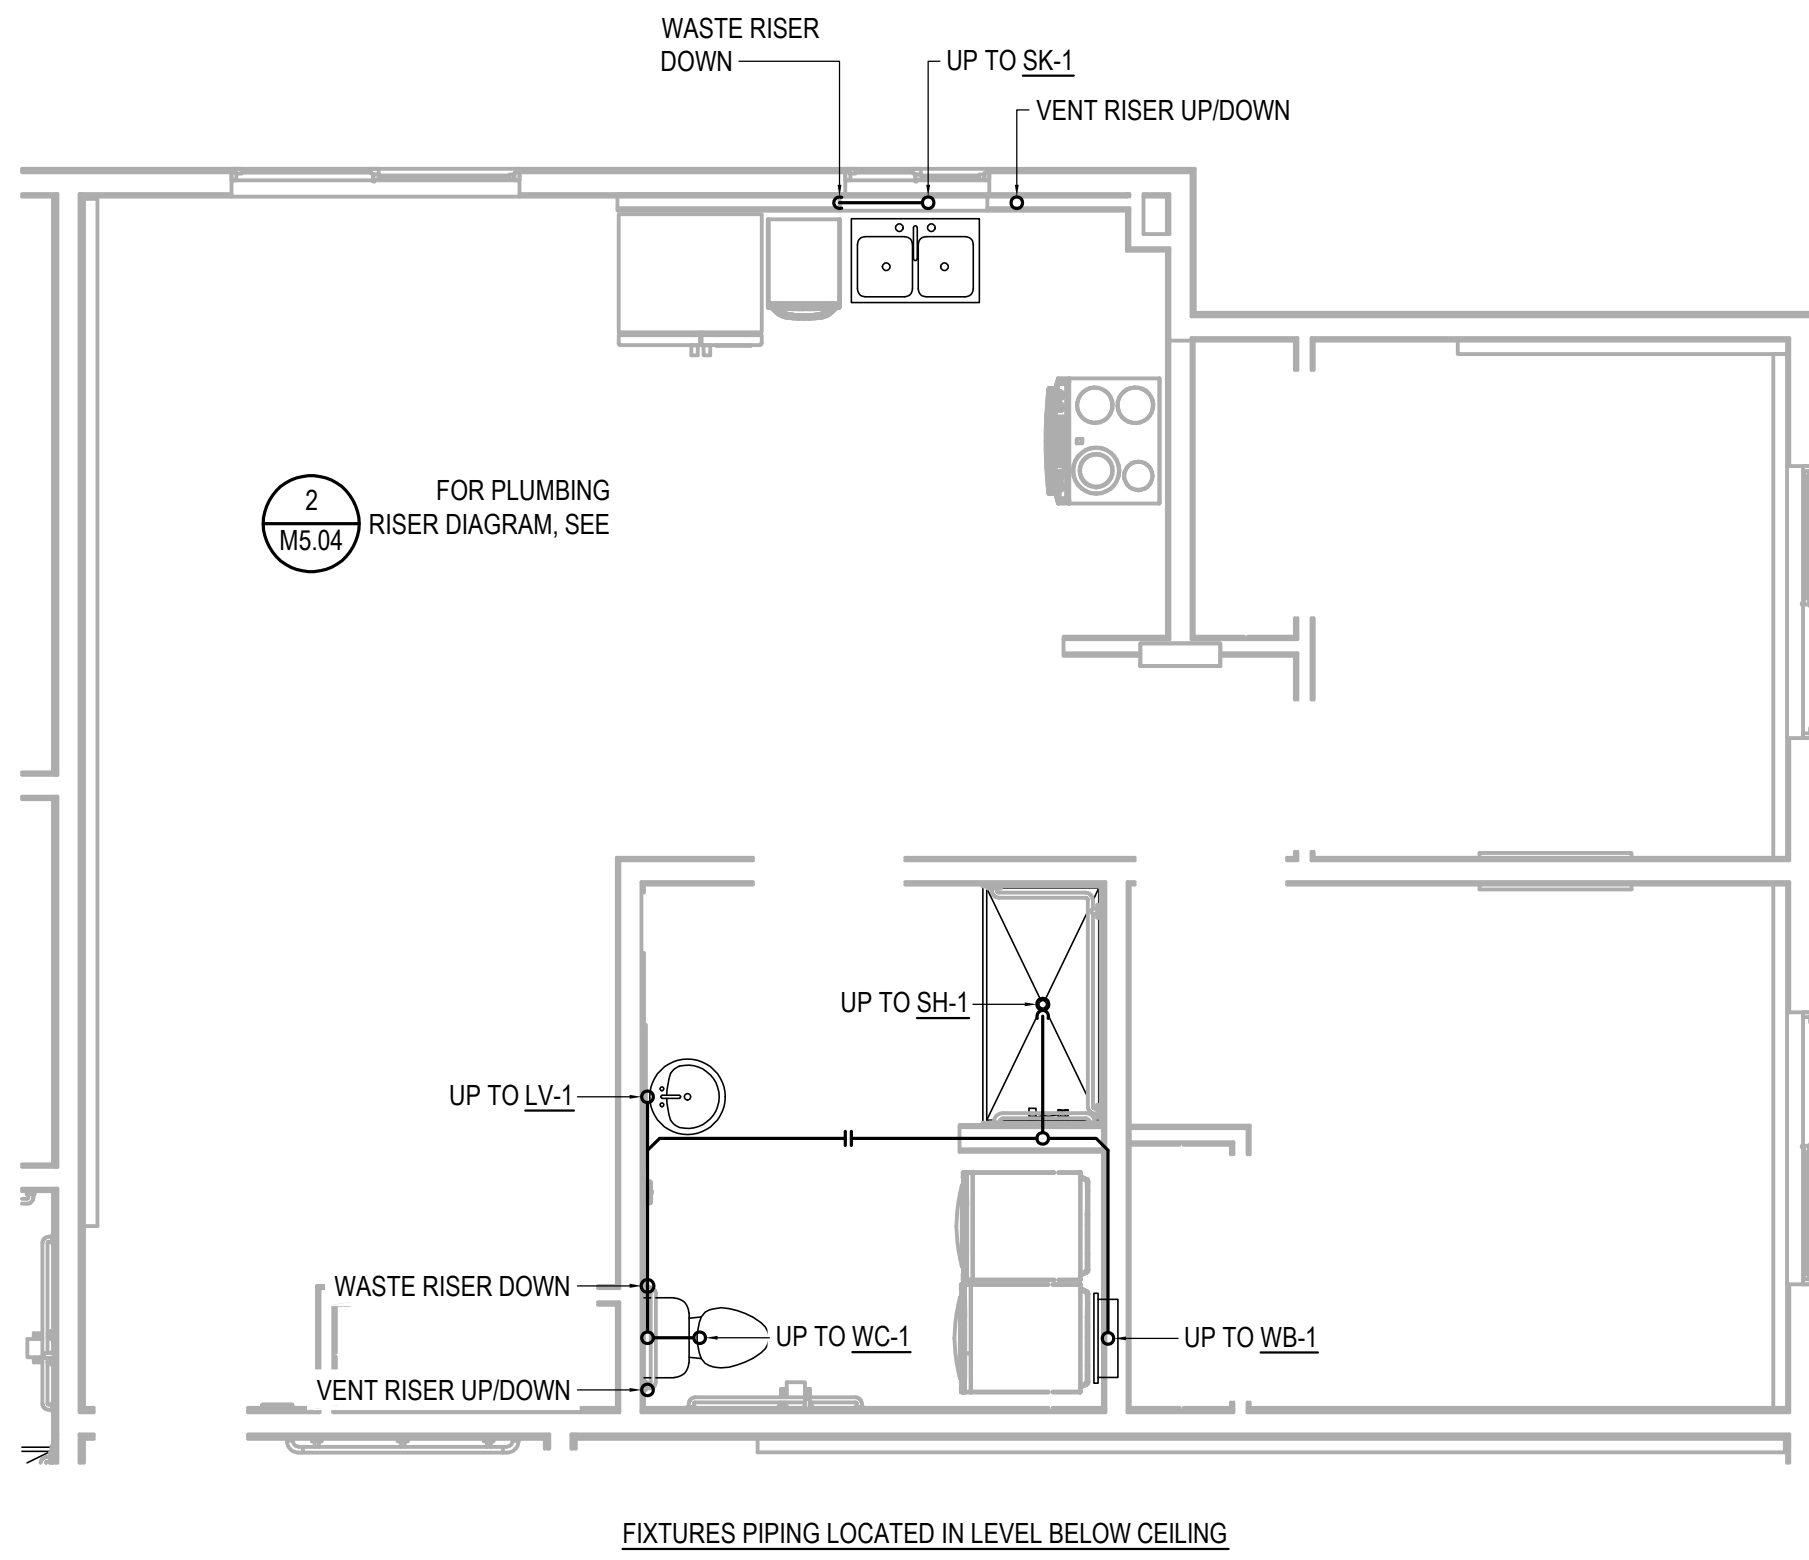 WASTE RISER
DOWN
UP TO SK-1
VENT RISER UP/DOWN
2
M5.04
FOR PLUMBING
RISER DIAGRAM, SEE
UP TO SH-1
UP TO LV-1
WASTE RISER DOWN
UP TO WC-1
UP TO WB-1
VENT RISER UP/DOWN
FIXTURES PIPING LOCATED IN LEVEL BELOW CEILING